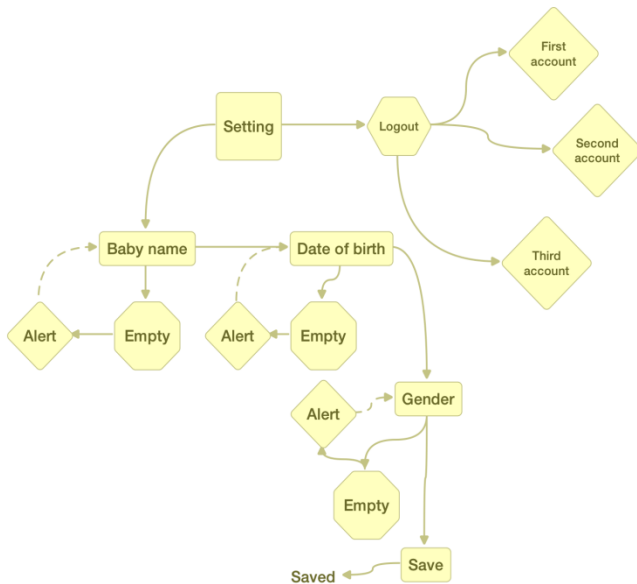 First
account
Setting
Logout
Second
account
Baby name
Date of birth
Third
account
Alert
Empty
Alert
Empty
Gender
Alert
Empty
Save
Saved